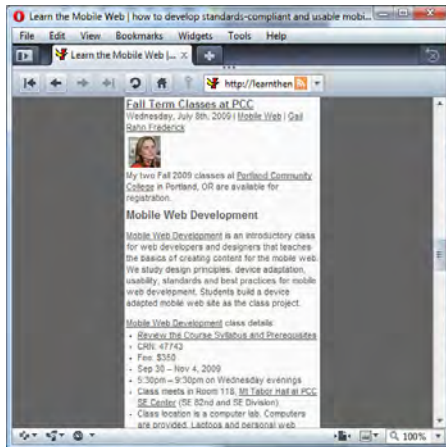 Learn the Mobile Web | how to develop standards-compliant and usable mobi...
File Edit View Bookmarks Widgets Tools Help
Learn the Mobile Web |...
http://learnthen
Fall Term Classes at PCC
Wednesday, July 8th, 2009 | Mobile Web | Gail
Rahn Frederick
My two Fall 2009 classes at Portland Community
College in Portland, OR are available for
registration.
Mobile Web Development
Mobile Web Development is an introductory class
for web developers and designers that teaches
the basics of creating content for the mobile web.
We study design principles, device adaptation,
usability, standards and best practices for mobile
web development. Students build a device
adapted mobile web site as the class project.
Mobile Web Development class details:
• Review the Course Syllabus and Prerequisites
• CRN: 47743
• Fee: $350
• Sep 30 – Nov 4, 2009
• 5:30pm – 9:30pm on Wednesday evenings
• Class meets in Room 118, Mt Tabor Hall at PCC
SE Center (SE 82nd and SE Division)
• Class location is a computer lab. Computers
are provided. Laptops and personal web
100%